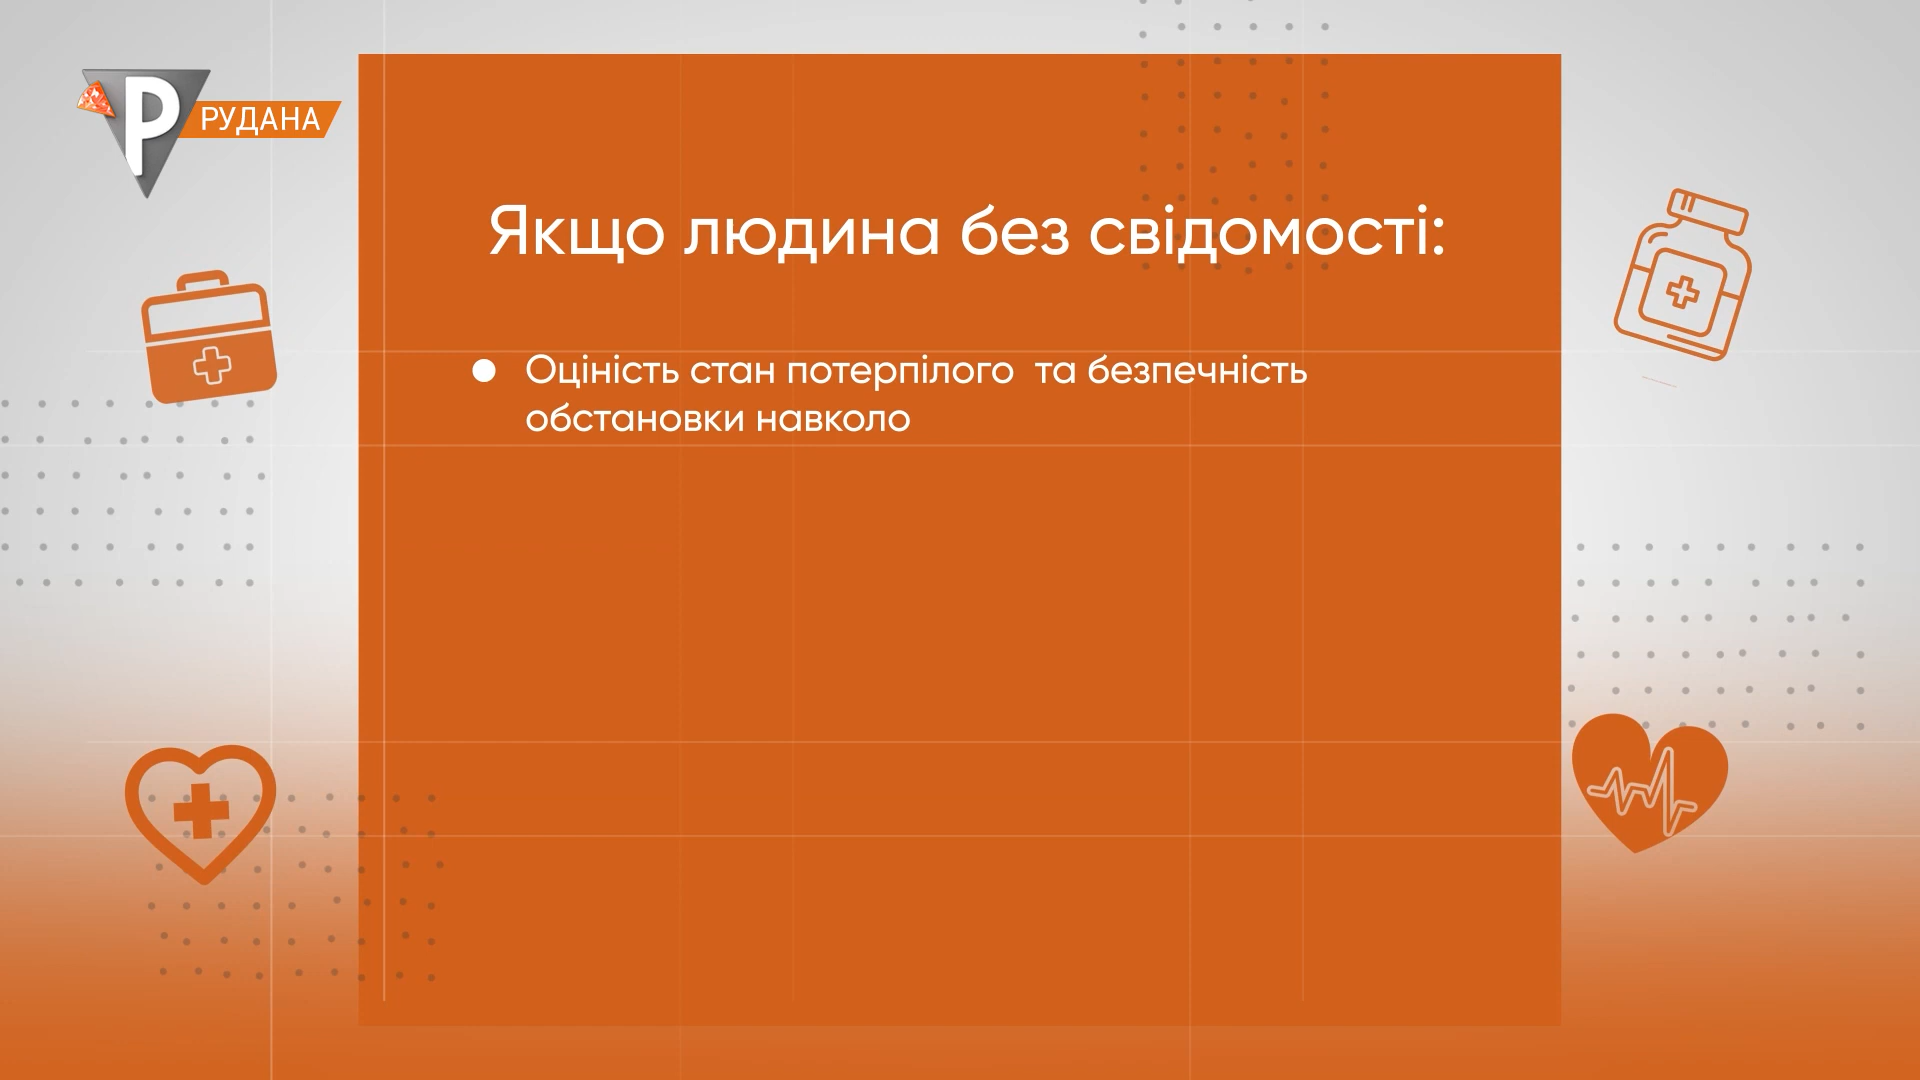 РУДАНА
Якщо людина без свідомості:
Оціність стан потерпілого та безпечність
обстановки навколо